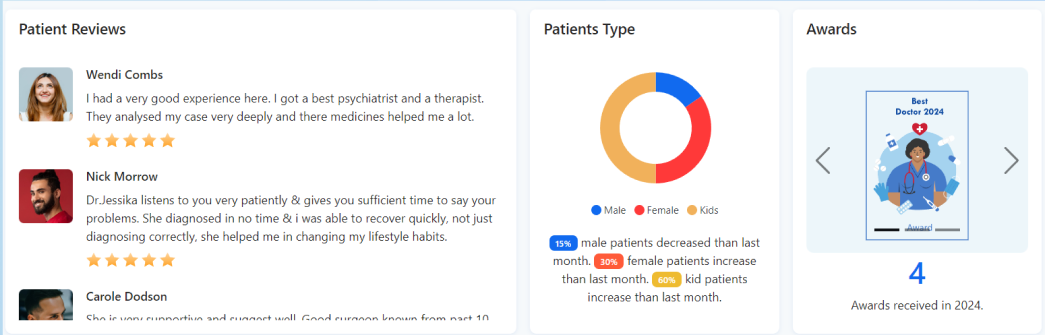 Patient Reviews
Wendi Combs
I had a very good experience here. I got a best psychiatrist and a therapist.
They analysed my case very deeply and there medicines helped me a lot.
Nick Morrow
Dr.Jessika listens to you very patiently & gives you sufficient time to say your
problems. She diagnosed in no time & i was able to recover quickly, not just
diagnosing correctly, she helped me in changing my lifestyle habits.
Carole Dodson
She is very supportive and suggest well. Good surgeon known from past 10
Patients Type
Male Female Kids
15% male patients decreased than last
month. 30% female patients increase
than last month. 60% kid patients
increase than last month.
Awards
Best
Doctor 2024
Award
4
Awards received in 2024.